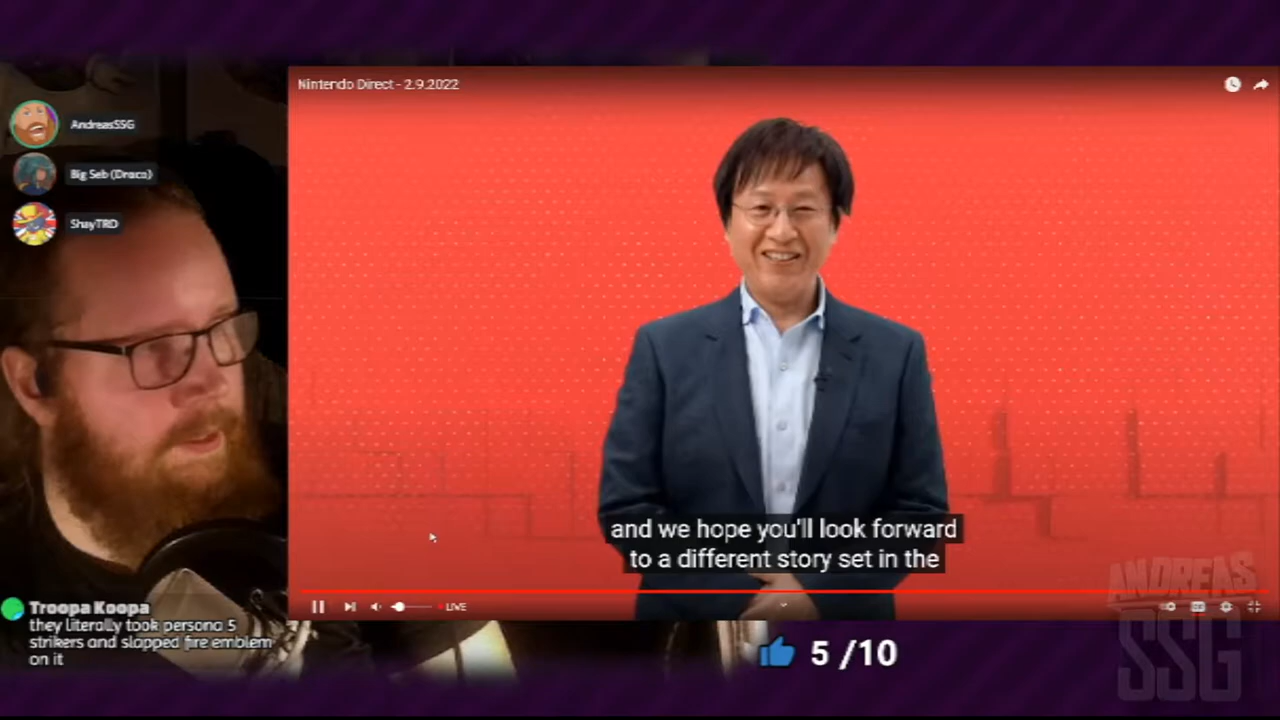 Nintendo Direct - 2.9.2022
AndreasSSG
Big Seb (Draco)
ShayTRD
and we hope you'll look forward
to a different story set in the
LIVE
Troopa Koopa
they literally took persona 5
strikers and slapped fire emblem
on it
5 /10
ANDREAS
SSG